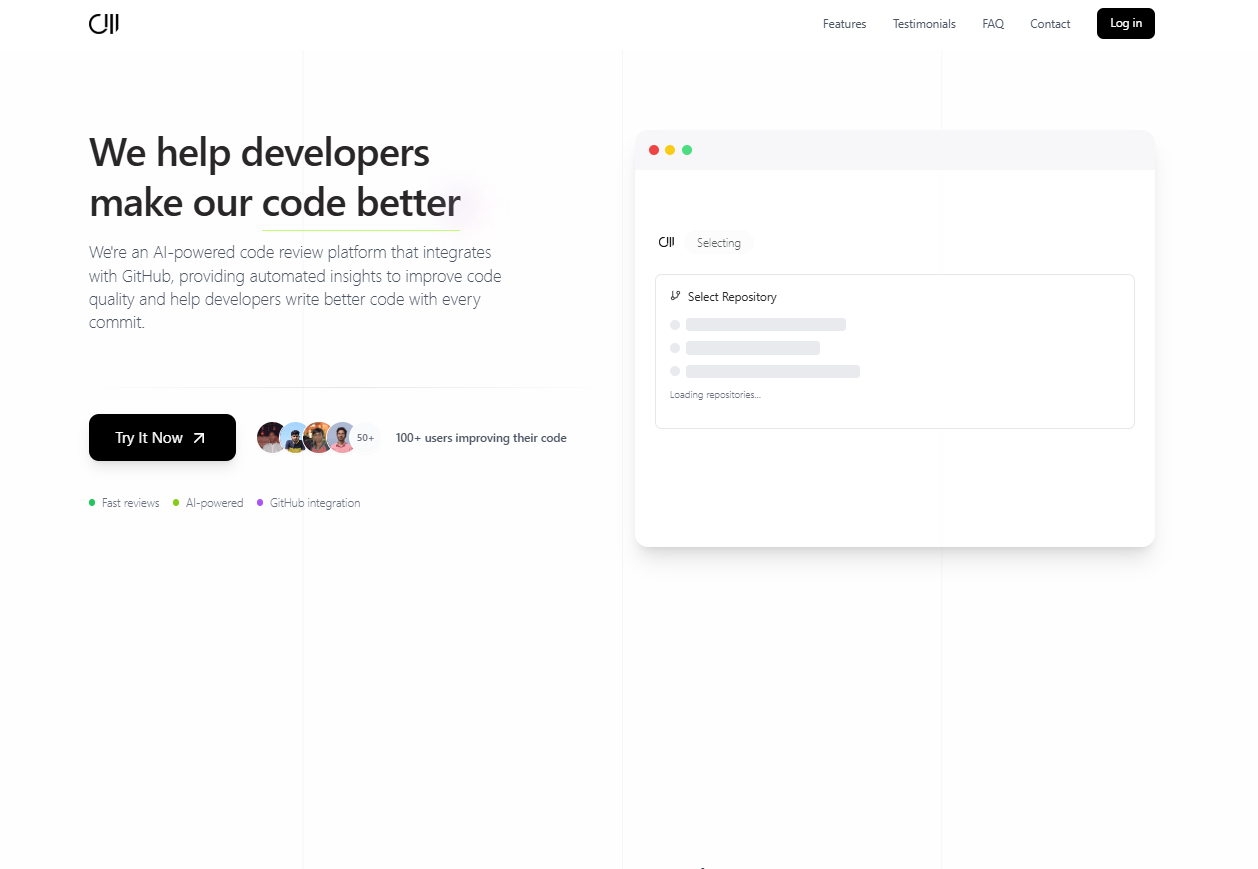 Features Testimonials FAQ Contact Log in
We help developers
make our code better
We're an AI-powered code review platform that integrates
with GitHub, providing automated insights to improve code
quality and help developers write better code with every
commit.
Try It Now
50+
100+ users improving their code
Fast reviews AI-powered GitHub integration
Selecting
Select Repository
Loading repositories...